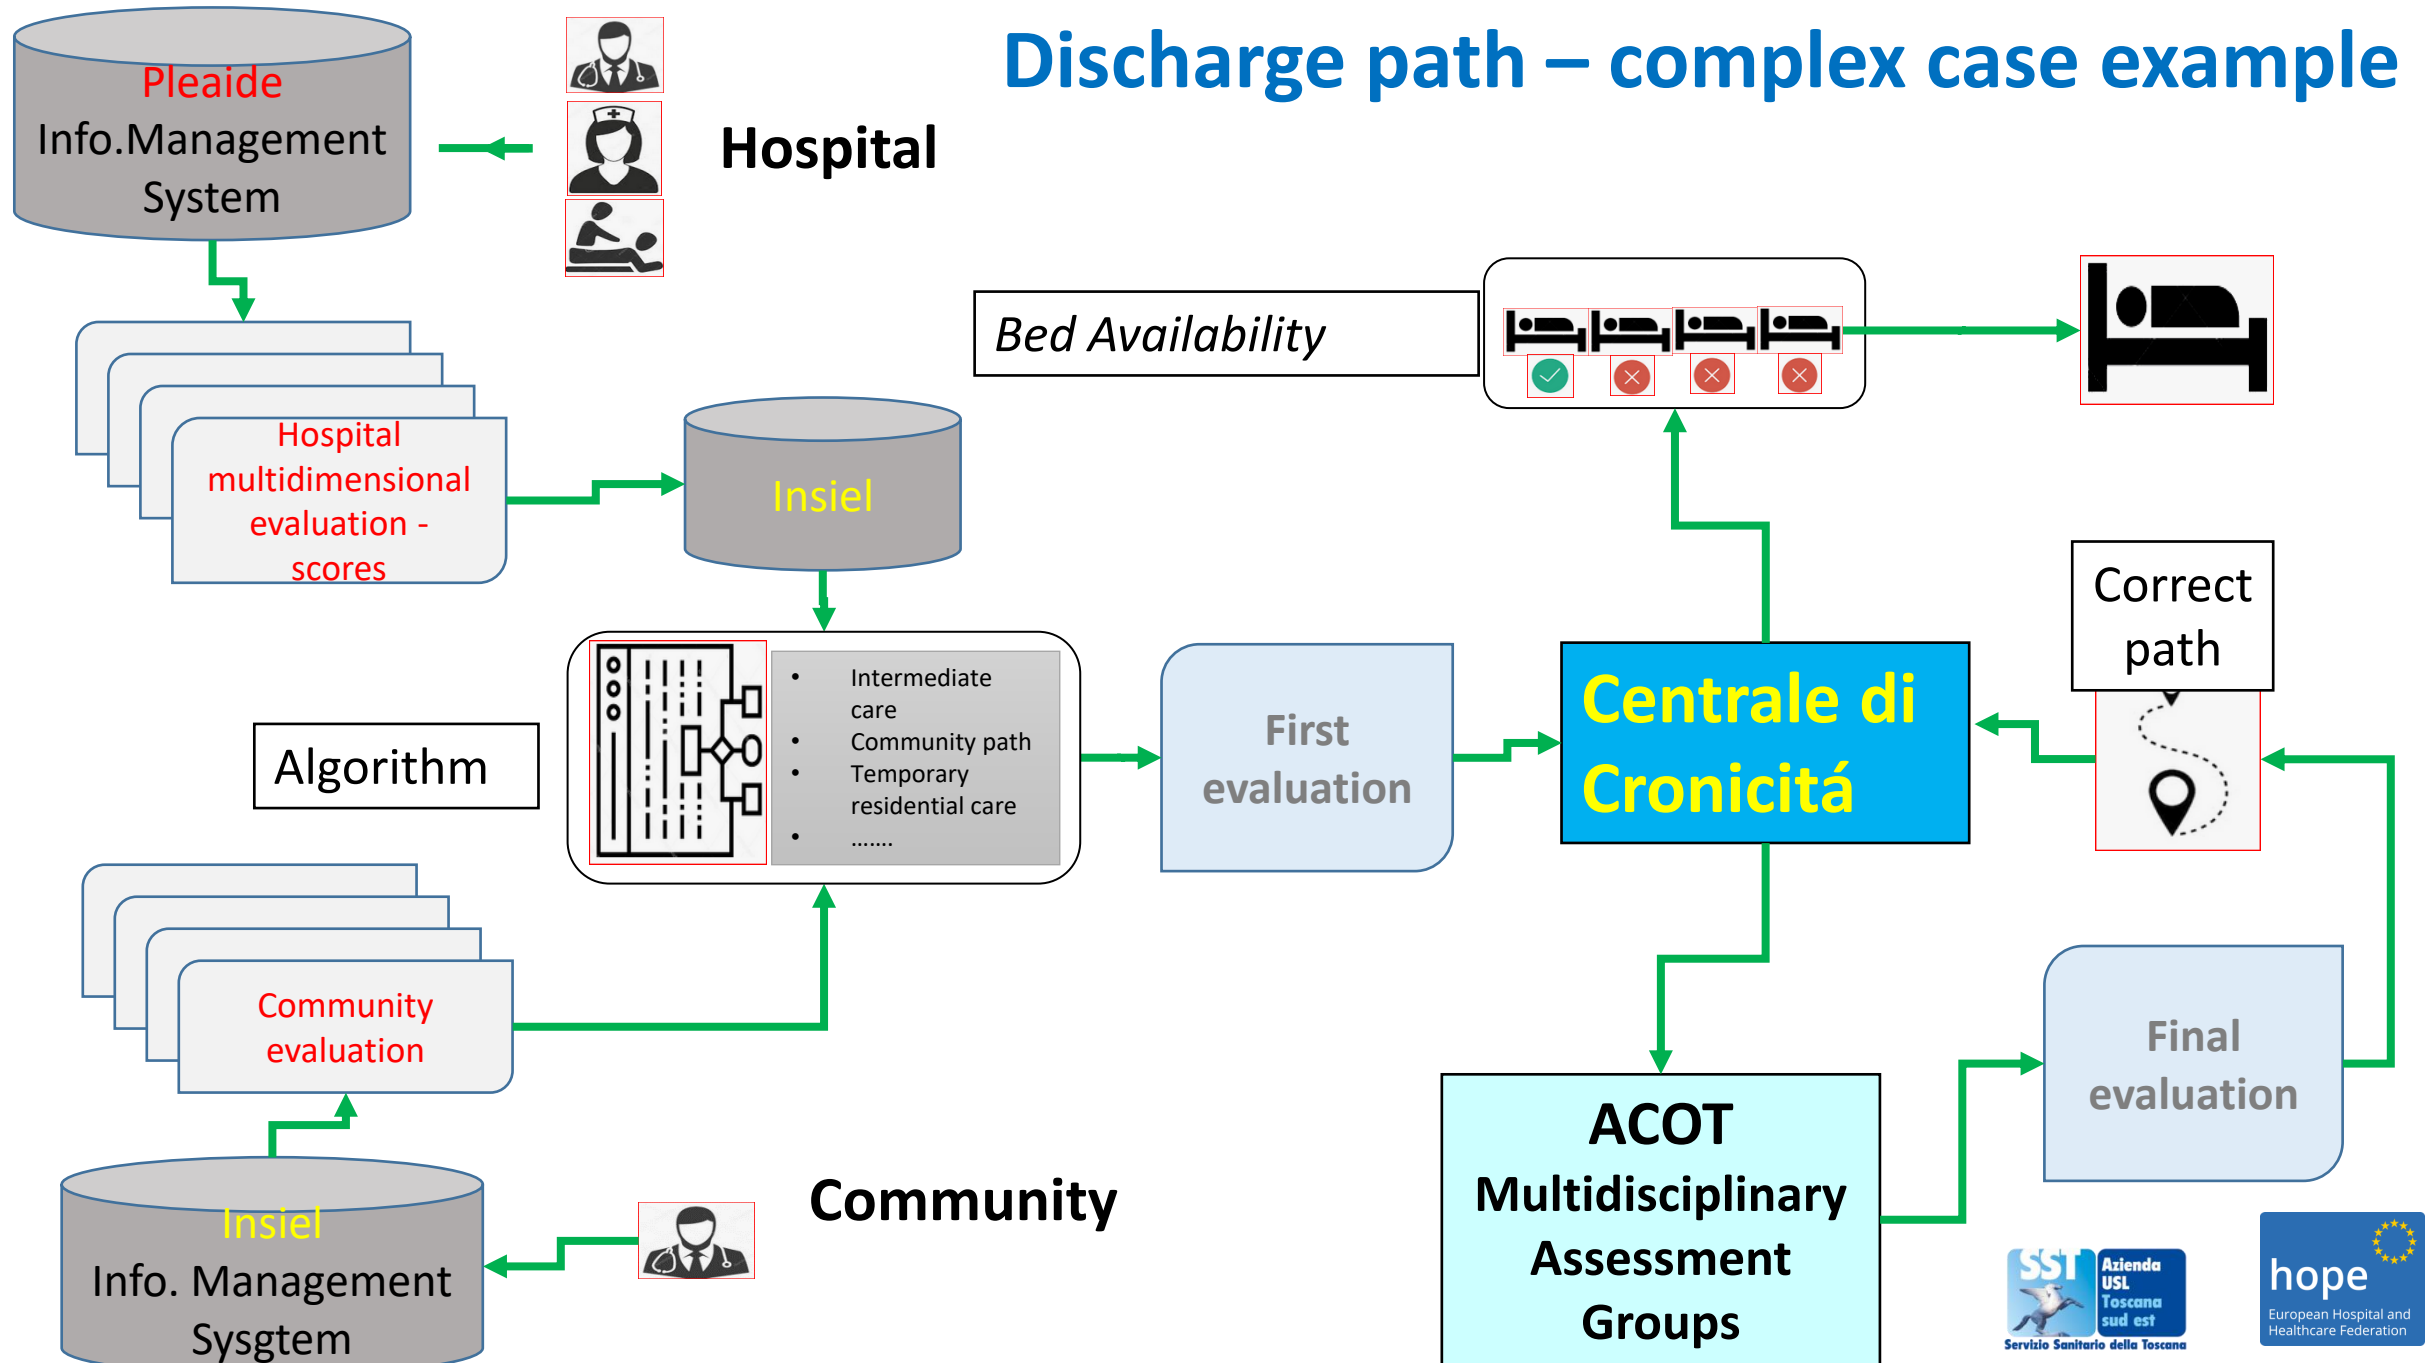 Discharge path – complex case example
Pleaide
Info.Management
System
Hospital
Bed Availability
Hospital
multidimensional
evaluation -
scores
Insiel
Correct
path
Algorithm
• Intermediate
care
• Community path
• Temporary
residential care
• .......
First
evaluation
Centrale di
Cronicitá
Community
evaluation
Final
evaluation
ACOT
Multidisciplinary
Assessment
Groups
Community
Insiel
Info. Management
Sysgtem
SST
Azienda
USL
Toscana
sud est
Servizio Sanitario della Toscana
hope
European Hospital and
Healthcare Federation